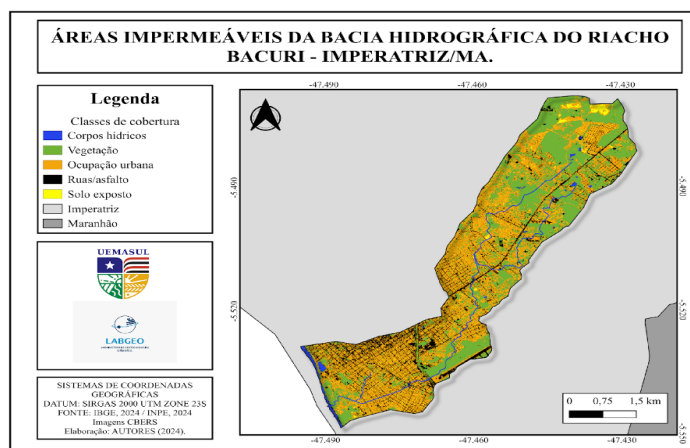 ÁREAS IMPERMEÁVEIS DA BACIA HIDROGRÁFICA DO RIACHO
BACURI - IMPERATRIZ/MA.
Legenda
Classes de cobertura
Corpos hídricos
Vegetação
Ocupação urbana
Ruas/asfalto
Solo exposto
Imperatriz
Maranhão
UEMASUL
LABGEO
SISTEMAS DE COORDENADAS
GEOGRÁFICAS
DATUM: SIRGAS 2000 UTM ZONE 23S
FONTE: IBGE, 2024 / INPE, 2024
Imagens CBERS
Elaboração: AUTORES (2024).
-47.490
-47.460
-47.430
-5.490
-5.520
-5.490
-5.520
-5.550
0
0,75
1,5 km
-47.490
-47.460
-47.430